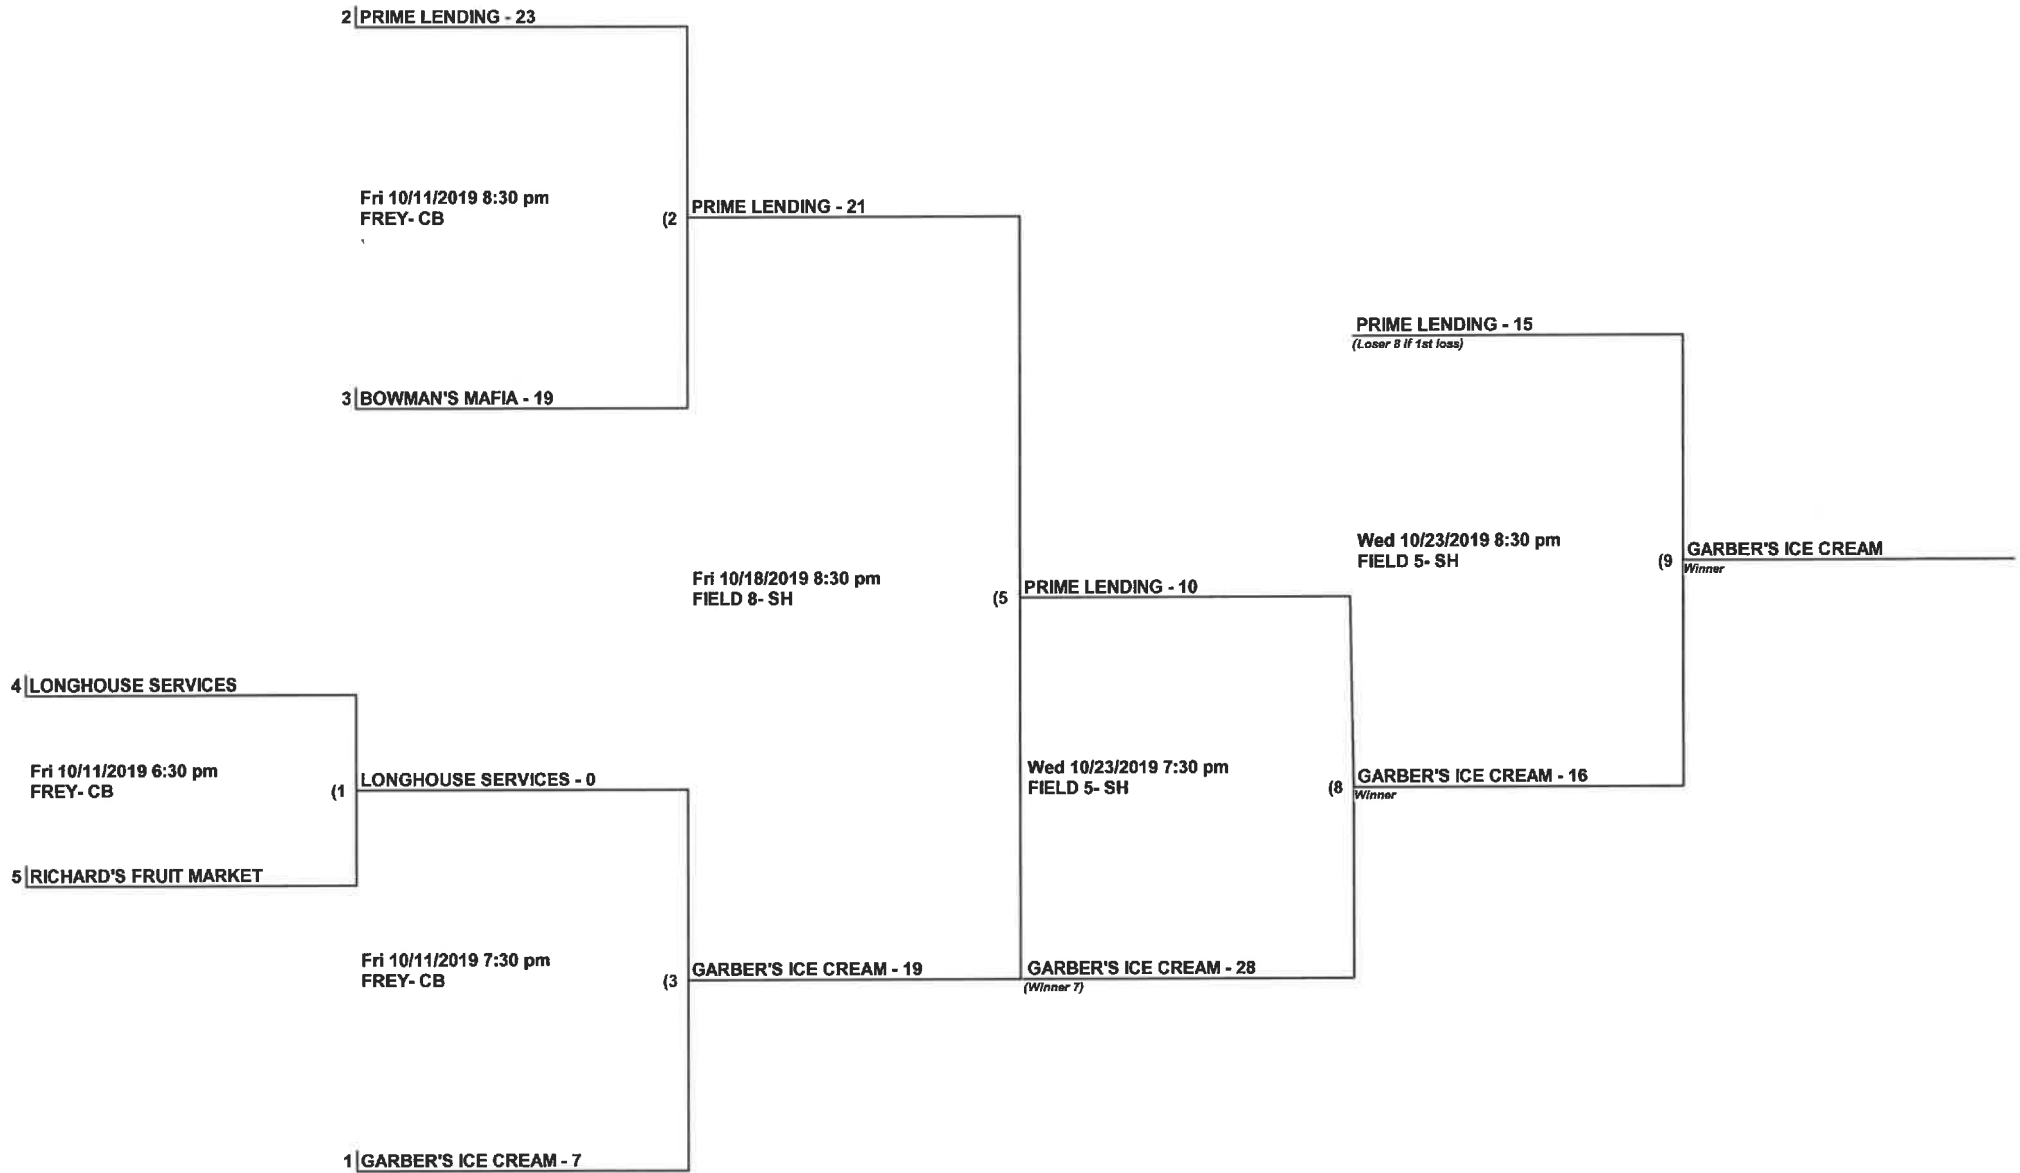 2 PRIME LENDING - 23
Fri 10/11/2019 8:30 pm
FREY- CB
(2
PRIME LENDING - 21
3 BOWMAN'S MAFIA - 19
PRIME LENDING - 15
(Loser 8 if 1st loss)
Wed 10/23/2019 8:30 pm
FIELD 5- SH
(9
GARBER'S ICE CREAM
Winner
Fri 10/18/2019 8:30 pm
FIELD 8- SH
(5
PRIME LENDING - 10
4 LONGHOUSE SERVICES
Fri 10/11/2019 6:30 pm
FREY- CB
(1
LONGHOUSE SERVICES - 0
5 RICHARD'S FRUIT MARKET
Wed 10/23/2019 7:30 pm
FIELD 5- SH
(8
GARBER'S ICE CREAM - 16
Winner
Fri 10/11/2019 7:30 pm
FREY- CB
(3
GARBER'S ICE CREAM - 19
GARBER'S ICE CREAM - 28
(Winner 7)
1 GARBER'S ICE CREAM - 7